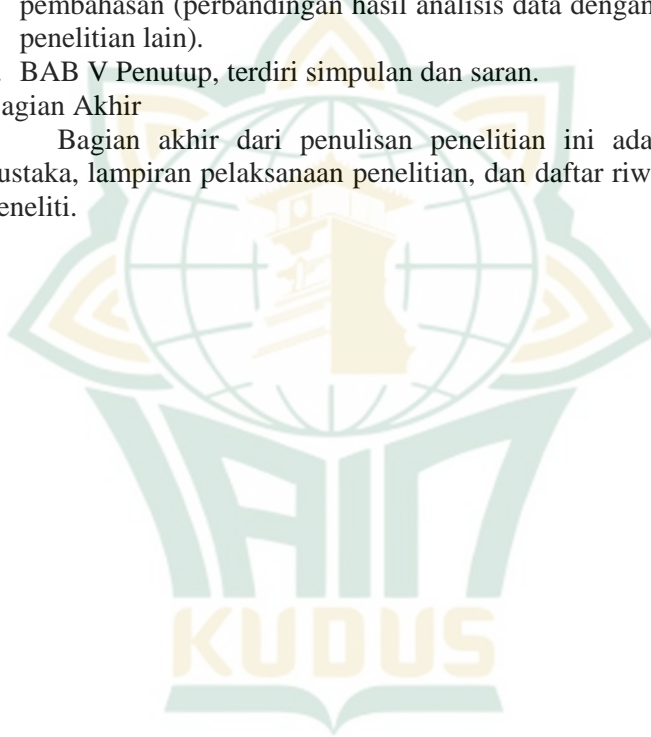 pembahasan (perbandingan hasil analisis data dengan
penelitian lain).
. BAB V Penutup, terdiri simpulan dan saran.
agian Akhir
Bagian akhir dari penulisan penelitian ini ada
ustaka, lampiran pelaksanaan penelitian, dan daftar riw
eneliti.
IAIN
KUDUS